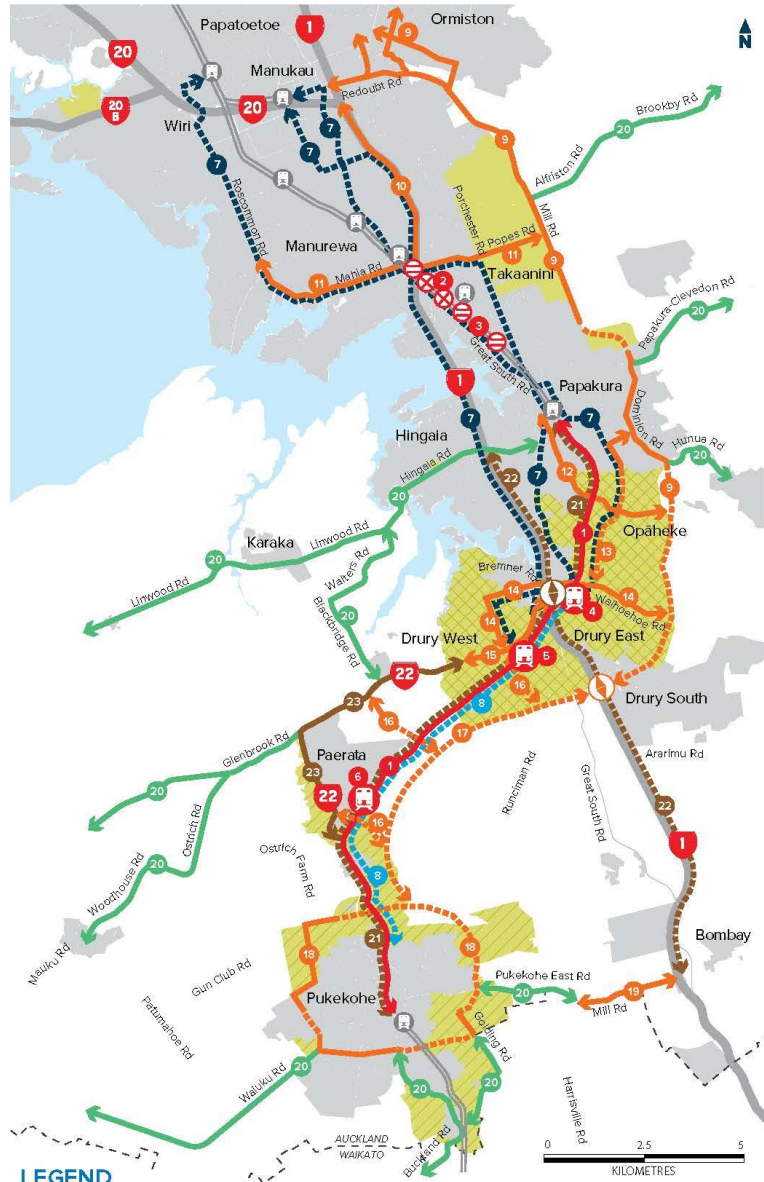 Ormiston
Papatoetoe
1
9
N
20
Manukau
Redoubt Rd
20
B
20
Wiri
7
7
7
Brookby Rd
20
Alfriston Rd
9
Mill Rd
Roscommon Rd
10
Porchester Rd
Manurewa
Popes Rd
11
Mahia Rd
11
Takaanini
9
2
3
Great South Rd
Papakura-Clevedon Rd
20
1
Papakura
7
Dominion Rd
Hingaia
7
Hunua Rd
20
Hingaia Rd
22
7
12
9
20
21
Opāheke
Karaka
Linwood Rd
1
20
Linwood Rd
Walters Rd
13
Bremner Rd
14
14
Waihoehoe Rd
4
20
Blackbridge Rd
14
Drury West
Drury East
15
5
22
16
Drury South
23
16
8
17
Glenbrook Rd
Paerata
Ararimu Rd
23
1
6
Runciman Rd
Great South Rd
22
20
22
16
Ostrich Rd
1
Ostrich Farm Rd
8
Woodhouse Rd
20
Bombay
21
Mauku Rd
18
18
Gun Club Rd
Pukekohe East Rd
20
Pukekohe
19
Mill Rd
Patumahoe Rd
Golding Rd
Waiuku Rd
20
20
20
Harrisville Rd
AUCKLAND
WAIKATO
Buckland Rd
0 2.5 5
KILOMETRES
LEGEND